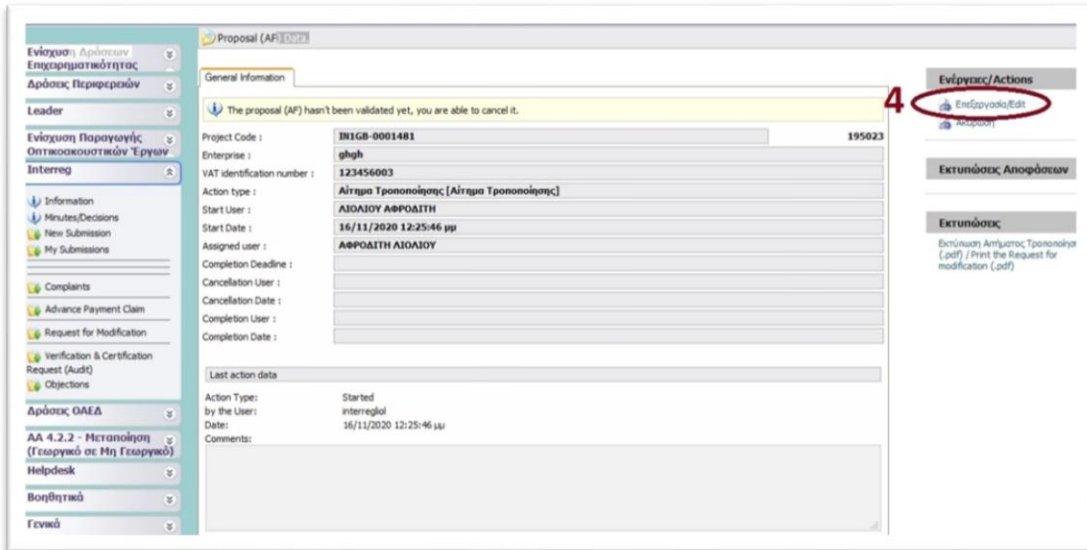 Proposal (AF) Data
Ενίσχυση Δράσεων
Επιχειρηματικότητας
Δράσεις Περιφερειών
Leader
Ενίσχυση Παραγωγής
Οπτικοακουστικών Έργων
Interreg
Information
Minutes/Decisions
New Submission
My Submissions
Complaints
Advance Payment Claim
Request for Modification
Verification & Certification
Request (Audit)
Objections
Δράσεις ΟΑΕΔ
ΑΑ 4.2.2 - Μεταποίηση
(Γεωργικό σε Μη Γεωργικό)
Helpdesk
Βοηθητικά
Γενικά
General Information
The proposal (AF) hasn't been validated yet, you are able to cancel it.
Project Code : IN1GB-0001481 195023
Enterprise : ghgh
VAT identification number : 123456003
Action type : Αίτημα Τροποποίησης [Αίτημα Τροποποίησης]
Start User : ΛΙΟΛΙΟΥ ΑΦΡΟΔΙΤΗ
Start Date : 16/11/2020 12:25:46 μμ
Assigned user : ΑΦΡΟΔΙΤΗ ΛΙΟΛΙΟΥ
Completion Deadline :
Cancellation User :
Cancellation Date :
Completion User :
Completion Date :
Last action data
Action Type: Started
by the User: interregliol
Date: 16/11/2020 12:25:46 μμ
Comments:
Ενέργειες/Actions
4 Επεξεργασία/Edit
Ακύρωση
Εκτυπώσεις Αποφάσεων
Εκτυπώσεις
Εκτύπωση Αιτήματος Τροποποίησ
(.pdf) / Print the Request for
modification (.pdf)